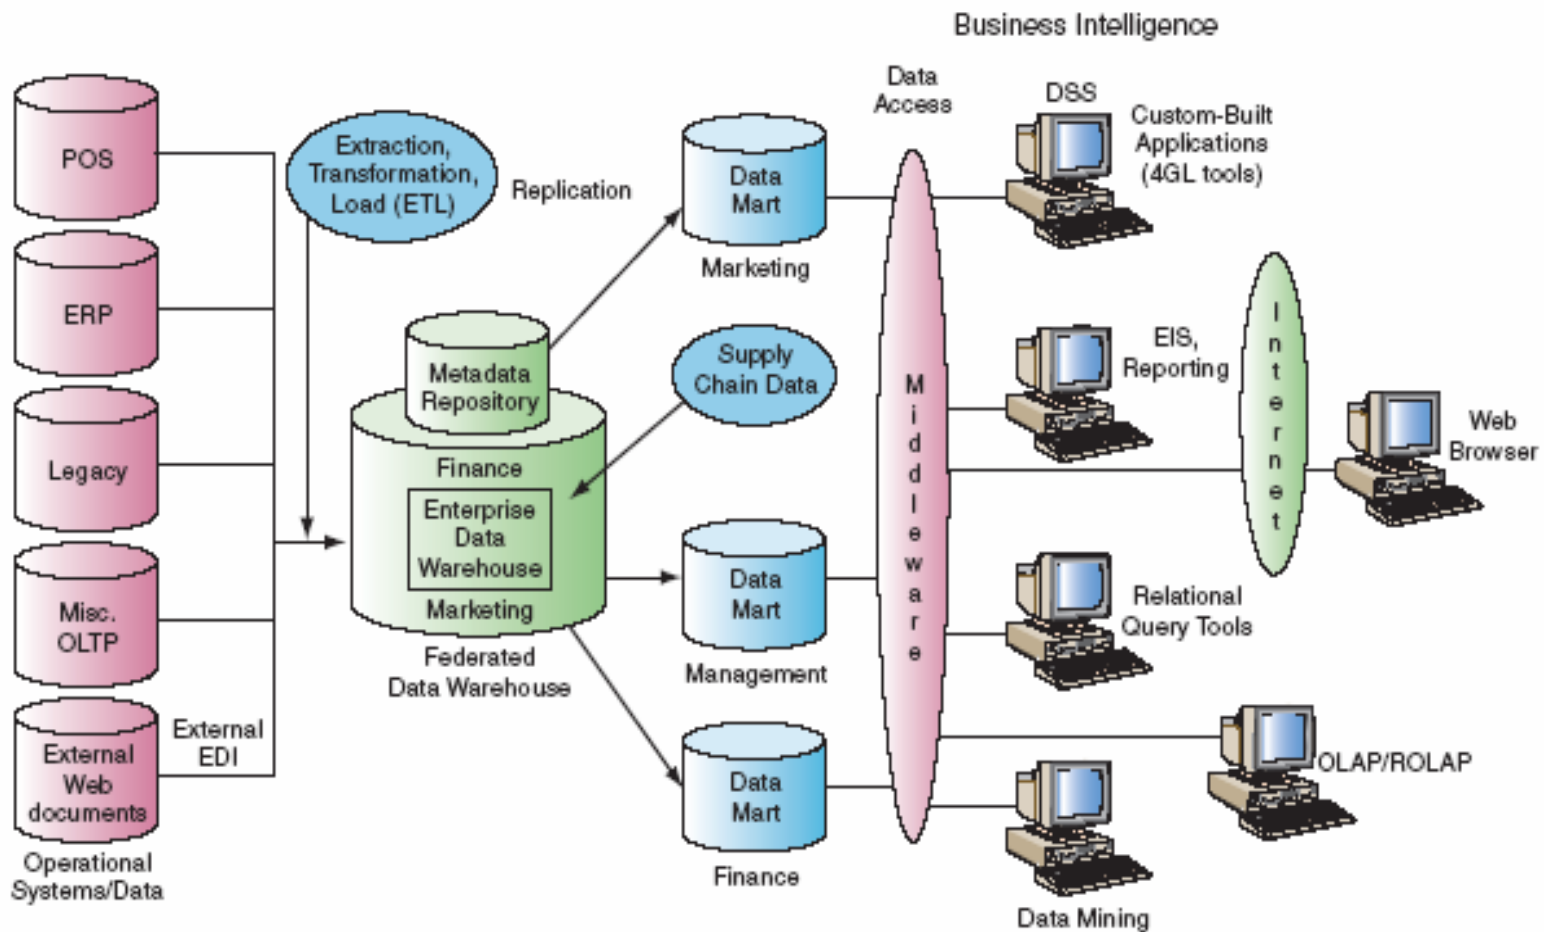 Business Intelligence
POS
ERP
Legacy
Misc.
OLTP
External
Web
documents
Operational
Systems/Data
External
EDI
Extraction,
Transformation,
Load (ETL)
Replication
Metadata
Repository
Finance
Enterprise
Data
Warehouse
Marketing
Federated
Data Warehouse
Supply
Chain Data
Data
Mart
Marketing
Data
Mart
Management
Data
Mart
Finance
Data
Access
Middleware
DSS
Custom-Built
Applications
(4GL tools)
EIS,
Reporting
Relational
Query Tools
OLAP/ROLAP
Data Mining
Internet
Web
Browser